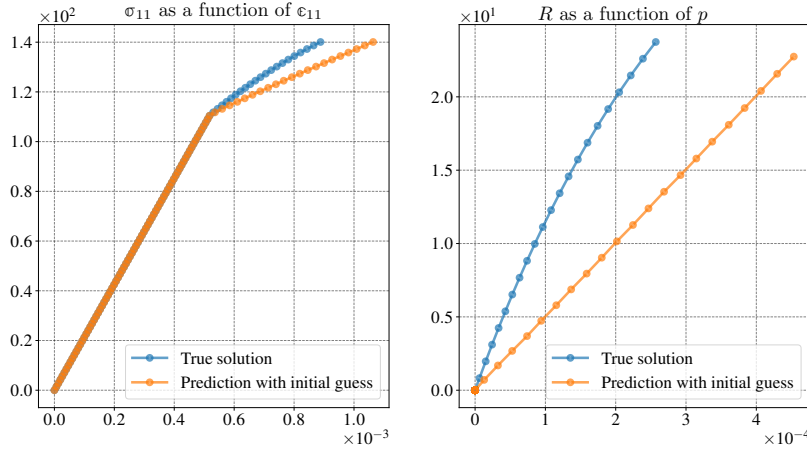 σ11 as a function of ε11
×10²
1.4
1.2
1.0
0.8
0.6
0.4
0.2
0.0
0.0 0.2 0.4 0.6 0.8 1.0
×10⁻³
True solution
Prediction with initial guess
R as a function of p
×10¹
2.0
1.5
1.0
0.5
0.0
0 1 2 3 4
×10⁻⁴
True solution
Prediction with initial guess